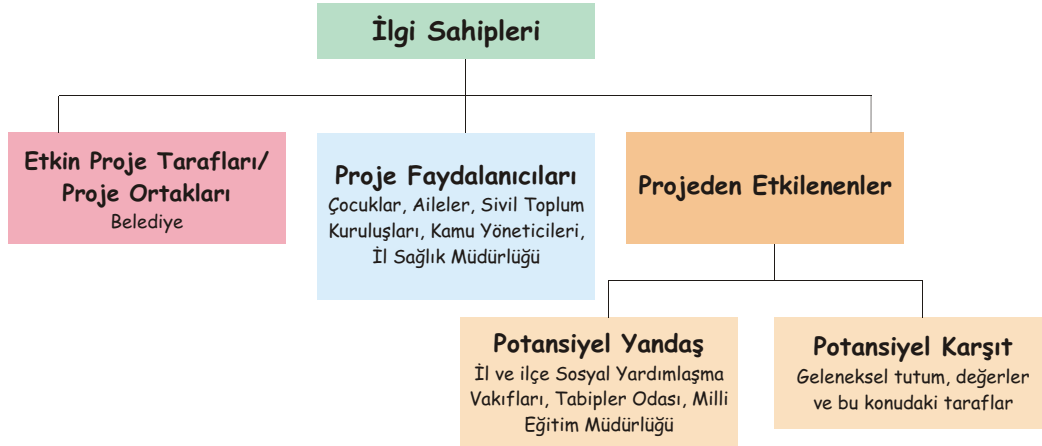 İlgi Sahipleri
Etkin Proje Tarafları/
Proje Ortakları
Belediye
Proje Faydalanıcıları
Çocuklar, Aileler, Sivil Toplum
Kuruluşları, Kamu Yöneticileri,
İl Sağlık Müdürlüğü
Projeden Etkilenenler
Potansiyel Yandaş
İl ve ilçe Sosyal Yardımlaşma
Vakıfları, Tabipler Odası, Milli
Eğitim Müdürlüğü
Potansiyel Karşıt
Geleneksel tutum, değerler
ve bu konudaki taraflar